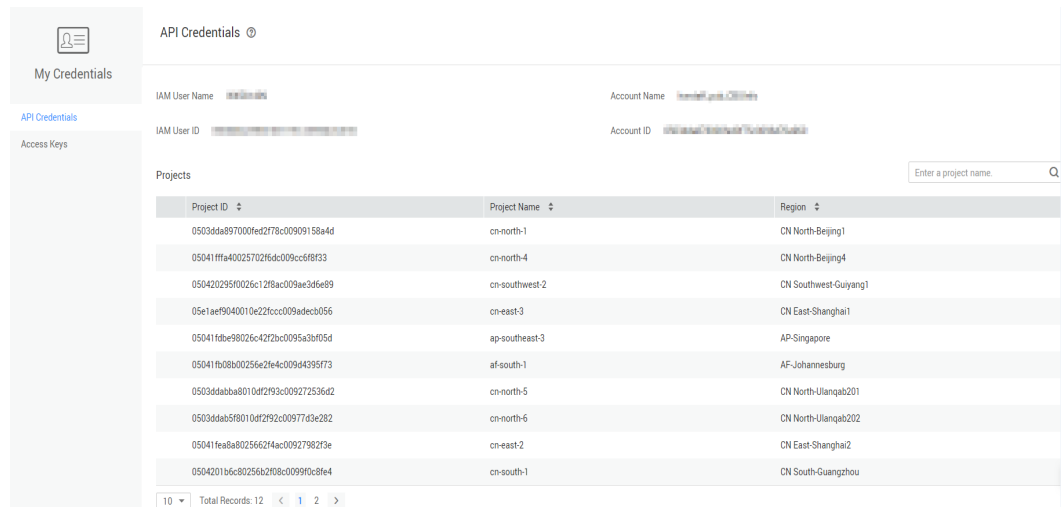 API Credentials
My Credentials
IAM User Name
Account Name
API Credentials
IAM User ID
Account ID
Access Keys
Projects
Enter a project name.
Project ID Project Name Region
0503dda897000fed2f78c00909158a4d cn-north-1 CN North-Beijing1
05041fffa40025702f6dc009cc6f8f33 cn-north-4 CN North-Beijing4
050420295f0026c12f8ac009ae3d6e89 cn-southwest-2 CN Southwest-Guiyang1
05e1aef9040010e22fccc009adecb056 cn-east-3 CN East-Shanghai1
05041fdbe98026c42f2bc0095a3bf05d ap-southeast-3 AP-Singapore
05041fb08b00256e2fe4c009d4395f73 af-south-1 AF-Johannesburg
0503ddabba8010df2f93c009272536d2 cn-north-5 CN North-Ulanqab201
0503ddab5f8010df2f92c00977d3e282 cn-north-6 CN North-Ulanqab202
05041fea8a8025662f4ac00927982f3e cn-east-2 CN East-Shanghai2
0504201b6c80256b2f08c0099f0c8fe4 cn-south-1 CN South-Guangzhou
10 Total Records: 12 < 1 2 >